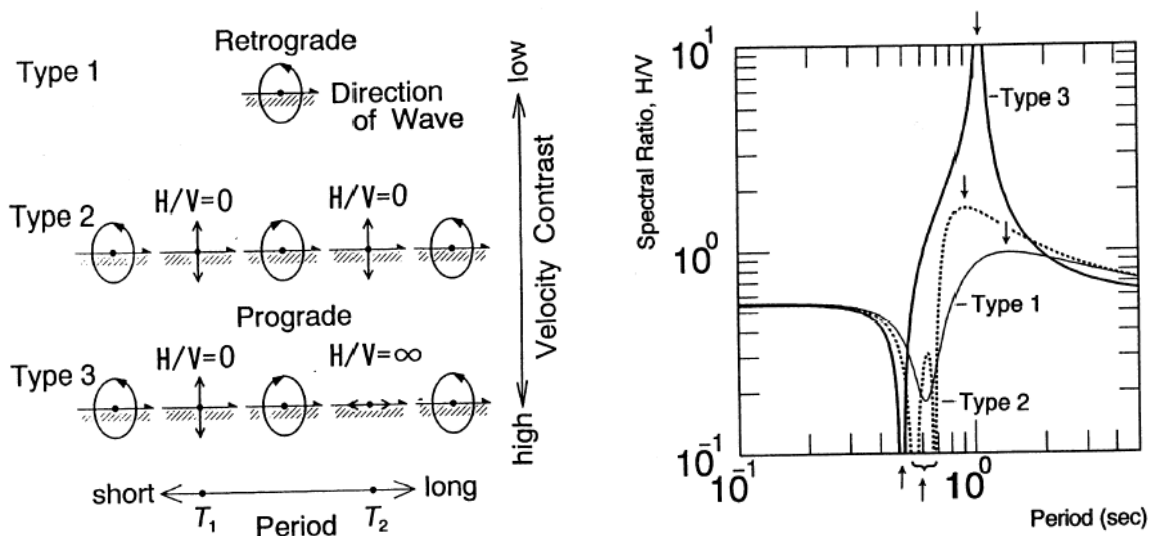 Retrograde
Type 1
Direction
of Wave
low
Velocity Contrast
high
H/V=0
H/V=0
Type 2
Prograde
H/V=0
H/V=∞
Type 3
short
long
T1
T2
Period
Spectral Ratio, H/V
10^1
10^0
10^-1
Type 3
Type 1
Type 2
10^-1
10^0
Period (sec)